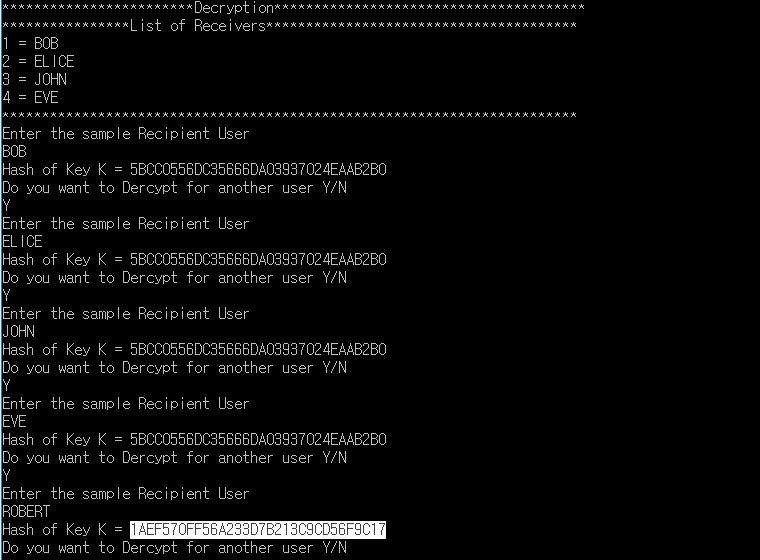 ************************Decryption***************************************
****************List of Receivers***************************************
1 = BOB
2 = ELICE
3 = JOHN
4 = EVE
************************************************************************
Enter the sample Recipient User
BOB
Hash of Key K = 5BCC0556DC35666DA03937024EAAB2B0
Do you want to Dercypt for another user Y/N
Y
Enter the sample Recipient User
ELICE
Hash of Key K = 5BCC0556DC35666DA03937024EAAB2B0
Do you want to Dercypt for another user Y/N
Y
Enter the sample Recipient User
JOHN
Hash of Key K = 5BCC0556DC35666DA03937024EAAB2B0
Do you want to Dercypt for another user Y/N
Y
Enter the sample Recipient User
EVE
Hash of Key K = 5BCC0556DC35666DA03937024EAAB2B0
Do you want to Dercypt for another user Y/N
Y
Enter the sample Recipient User
ROBERT
Hash of Key K = 1AEF570FF56A233D7B213C9CD56F9C17
Do you want to Dercypt for another user Y/N